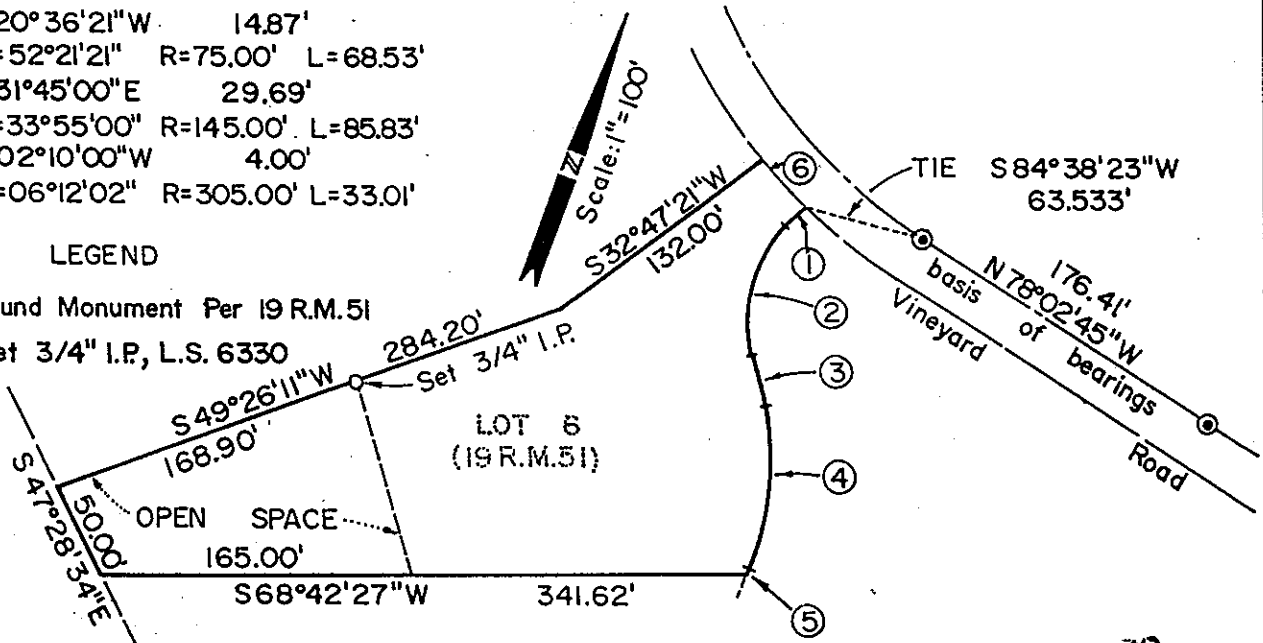 20°36'21"W 14.87'
=52°21'21" R=75.00' L=68.53'
31°45'00"E 29.69'
=33°55'00" R=145.00' L=85.83'
02°10'00"W 4.00'
=06°12'02" R=305.00' L=33.01'
LEGEND
und Monument Per 19 R.M.51
et 3/4" I.P., L.S. 6330
N
Scale: 1"=100'
S32°47'21"W
132.00'
6
TIE S84°38'23"W
63.533'
1
2
3
4
5
176.41'
N78°02'45"W
basis of bearings
Vineyard Road
284.20'
Set 3/4" I.P.
S49°26'11"W
168.90'
LOT 6
(19 R.M.51)
S47°28'34"E
50.00'
OPEN SPACE
165.00'
S68°42'27"W 341.62'